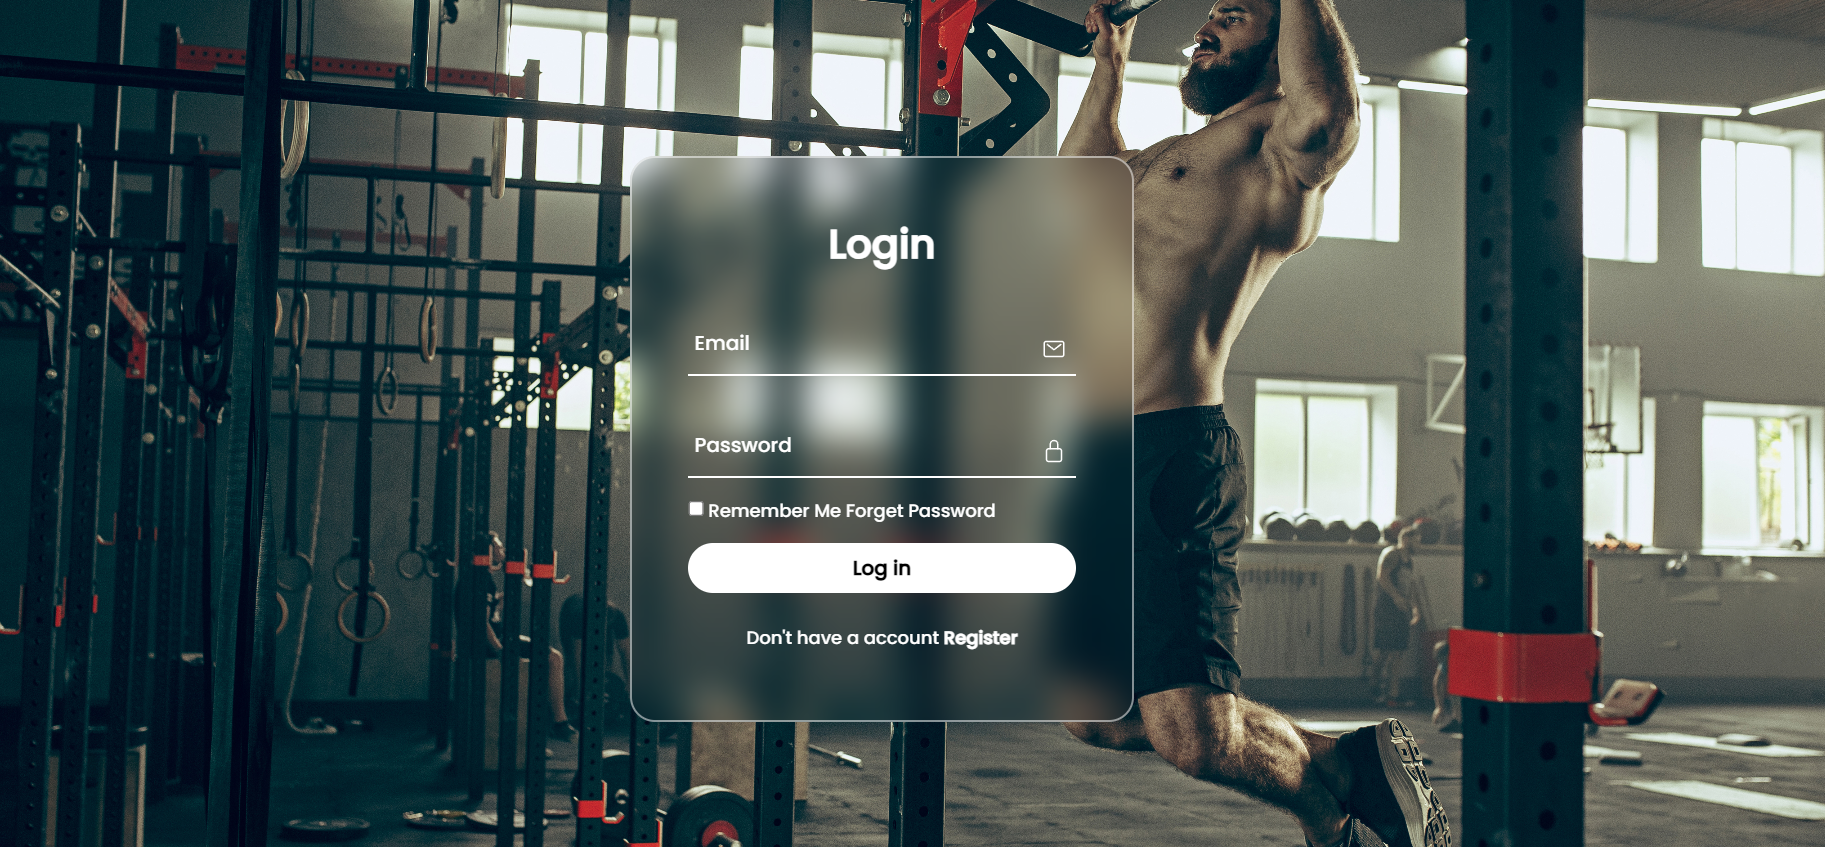 Login
Email
Password
Remember Me Forget Password
Log in
Don't have a account Register